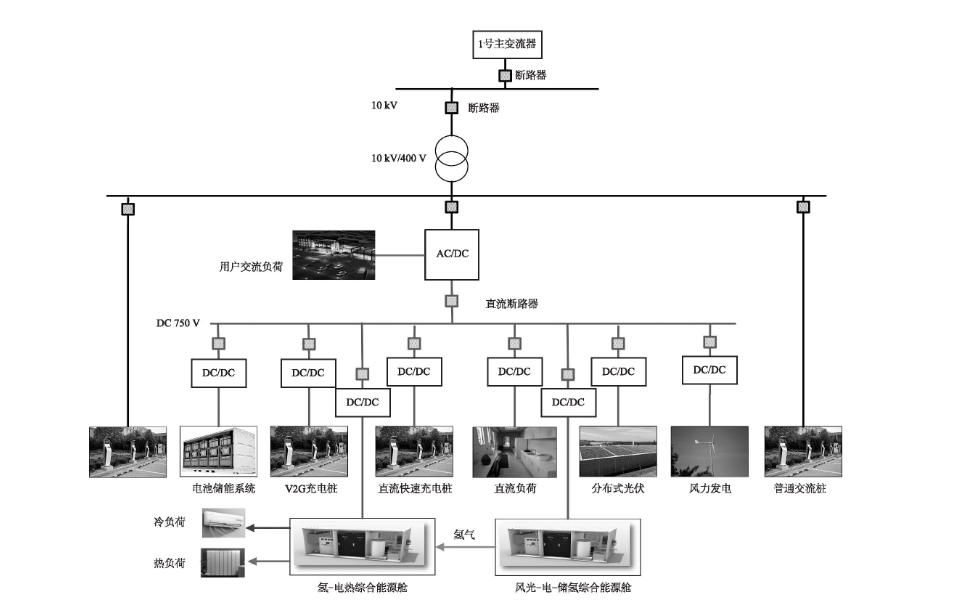 1号主交流器
断路器
10 kV
断路器
10 kV/400 V
AC/DC
用户交流负荷
直流断路器
DC 750 V
DC/DC
DC/DC
DC/DC
DC/DC
DC/DC
DC/DC
DC/DC
DC/DC
电池储能系统
V2G充电桩
直流快速充电桩
直流负荷
分布式光伏
风力发电
普通交流桩
冷负荷
氢气
热负荷
氢-电热综合能源舱
风光-电-储氢综合能源舱